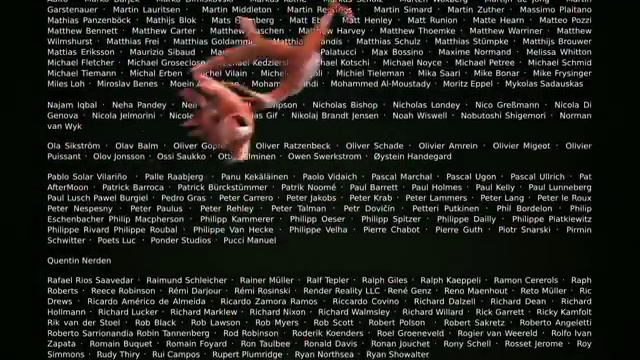 Garster · Martin Lauritsen · Martin Middleton · Martin · Martin Simard · Martin Zuther · Massimo Plaitano
Mathias Panzenböck · Mathijs Blok · Mats · Matt · Matt Henley · Matt Runion · Matte Hearn · Matteo Pozzi
Matthew Bennett · Matthew Carter · Matthew Harvey · Matthew Thoemke · Matthew Warriner · Matthew
Wilmshurst · Matthias Frei · Matthias · Matthias Schulz · Matthias Stümpke · Matthijs Brouwer
Mattias Eriksson · Maurizio Sibaud · Polatucci · Max Bossino · Maxime Normand · Melissa Whitton
Michael Fletcher · Michael Groseclose · Michael Kotschi · Michael Noyce · Michael Petree · Michael Schmid
Michael Tiemann · Michal Erben · Michiel Tieleman · Mika Saari · Mike Bonar · Mike Frysinger
Miles Loh · Miroslav Benes · Mohammed Al-Moustady · Moritz Eppel · Mykolas Sadauskas
Najam Iqbal · Neha Pandey · Nicholas Bishop · Nicholas Londey · Nico Greßmann · Nicola Di
Genova · Nicola Jelmorini · Nicolas Gif · Nikolaj Brandt Jensen · Noah Wiswell · Nobutoshi Shigemori · Norman
van Wyk
Ola Sikström · Olav Balm · Oliver · Oliver Ratzenbeck · Oliver Schade · Olivier Amrein · Olivier Migeot · Olivier
Puissant · Olov Jonsson · Ossi Saukko · Owen Swerkstrom · Øystein Handegard
Pablo Solar Vilariño · Palle Raabjerg · Panu Kekäläinen · Paolo Vidaich · Pascal Marchal · Pascal Ugon · Pascal Ullrich · Pat
AfterMoon · Patrick Barroca · Patrick Bürckstümmer · Patrik Noomé · Paul Barrett · Paul Holmes · Paul Kelly · Paul Lunneberg
Paul Lusch Pawel Burgiel · Pedro Gras · Peter Carrero · Peter Jakobs · Peter Krab · Peter Lammers · Peter Lang · Peter le Roux
Peter Nespesny · Peter Paulus · Peter Rehley · Peter Talman · Petr Dovičín · Petteri Putkinen · Phil Bordelon · Philip
Eschenbacher Philip Macpherson · Philipp Kammerer · Philipp Oeser · Philipp Spitzer · Philippe Dailly · Philippe Piatkiewitz
Philippe Rivard Philippe Roubal · Philippe Van Hecke · Philippe Velha · Pierre Chabot · Pierre Guth · Piotr Snarski · Pirmin
Schwitter · Poets Luc · Ponder Studios · Pucci Manuel
Quentin Nerden
Rafael Rios Saavedra · Raimund Schleicher · Rainer Müller · Ralf Tepler · Ralph Giles · Ralph Kaeppeli · Ramon Cererols · Raph
Roberts · Reece Robinson · Rémi Darjour · Rémi Rosinski · Render Reality LLC · René Genz · Reno Maenhout · Reto Müller · Ric
Drews · Ricardo Américo de Almeida · Ricardo Zamora Ramos · Riccardo Covino · Richard Dalzell · Richard Dean · Richard
Hollmann · Richard Lucker · Richard Marklew · Richard Nixon · Richard Walmsley · Richard Willard · Rick Garrett · Ricky Kamfolt
Rik van der Stoel · Rob Black · Rob Lawson · Rob Myers · Rob Scott · Robert Polson · Robert Sakretz · Roberto Angeletti
Roberto Sarrionandia Robin Tannenberg · Rod Robinson · Roderik Koenders · Roel Groeneveld · Rogier van Weereld · Rolfo Ivan
Zapata · Romain Buquet · Romain Foyard · Ron Taulbee · Ronald Davis · Ronan Jouchet · Rony Schell · Rosset Jerome · Roy
Simmons · Rudy Thiry · Rui Campos · Rupert Plumridge · Ryan Northsea · Ryan Showalter